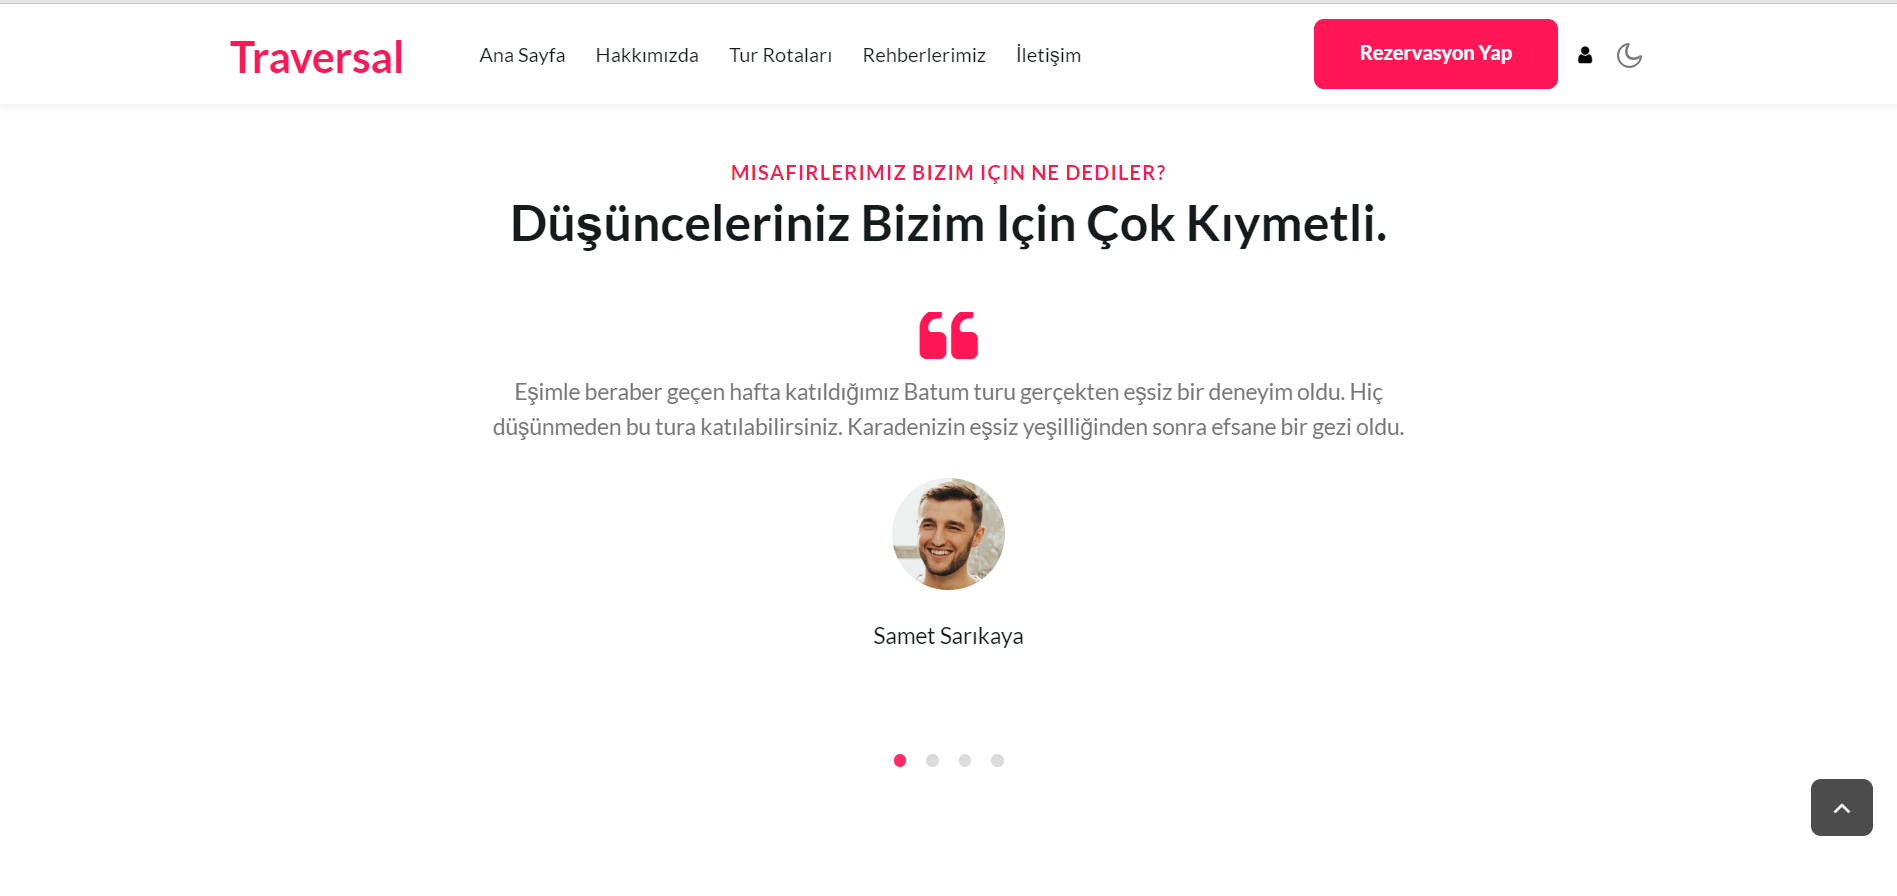 Traversal
Ana Sayfa
Hakkımızda
Tur Rotaları
Rehberlerimiz
İletişim
Rezervasyon Yap
MISAFIRLERIMIZ BIZIM IÇIN NE DEDILER?
Düşünceleriniz Bizim Için Çok Kıymetli.
Eşimle beraber geçen hafta katıldığımız Batum turu gerçekten eşsiz bir deneyim oldu. Hiç
düşünmeden bu tura katılabilirsiniz. Karadenizin eşsiz yeşilliğinden sonra efsane bir gezi oldu.
Samet Sarıkaya